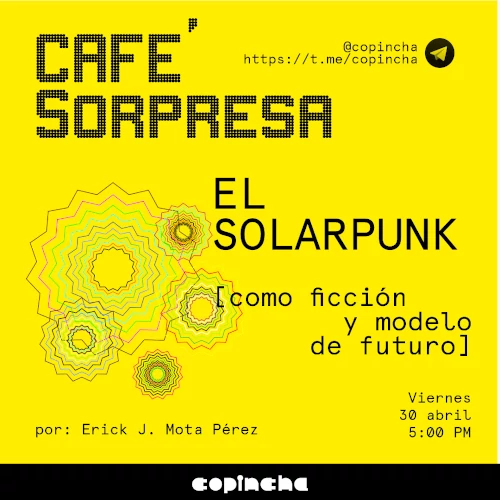 CAFE'
SORPRESA
@copincha
https://t.me/copincha
EL
SOLARPUNK
[como ficción
y modelo
de futuro]
Viernes
30 abril
5:00 PM
por: Erick J. Mota Pérez
copincha